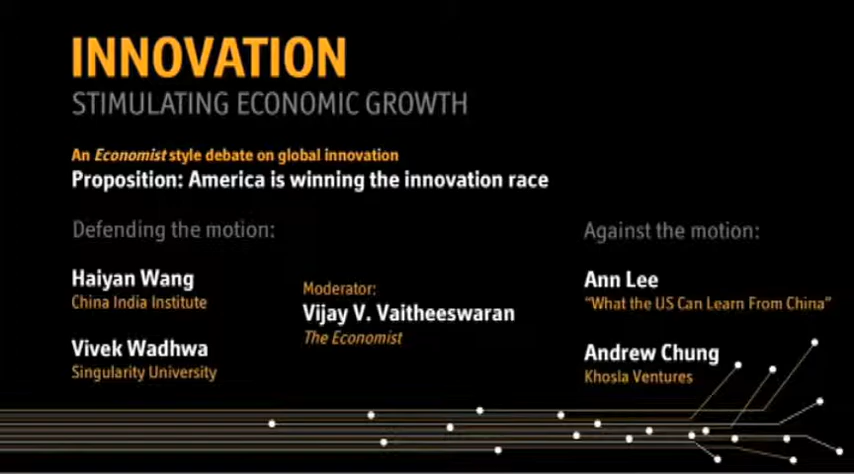 INNOVATION
STIMULATING ECONOMIC GROWTH
An Economist style debate on global innovation
Proposition: America is winning the innovation race
Defending the motion:
Haiyan Wang
China India Institute
Vivek Wadhwa
Singularity University
Moderator:
Vijay V. Vaitheeswaran
The Economist
Against the motion:
Ann Lee
“What the US Can Learn From China”
Andrew Chung
Khosla Ventures